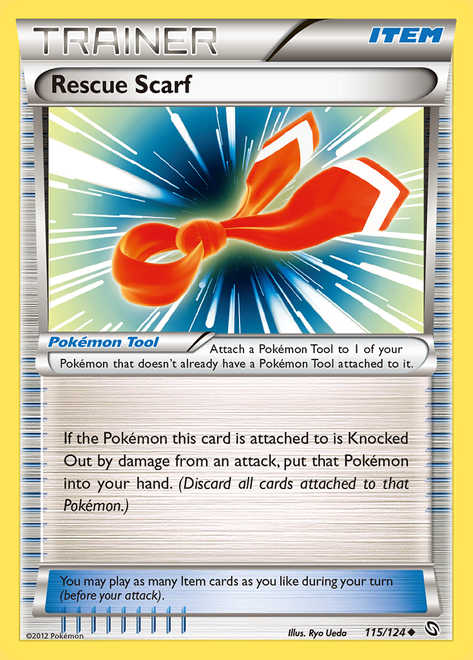 TRAINER
ITEM
Rescue Scarf
Pokémon Tool
Attach a Pokémon Tool to 1 of your
Pokémon that doesn't already have a Pokémon Tool attached to it.
If the Pokémon this card is attached to is Knocked
Out by damage from an attack, put that Pokémon
into your hand. (Discard all cards attached to that
Pokémon.)
You may play as many Item cards as you like during your turn
(before your attack).
©2012 Pokémon
Illus. Ryo Ueda
115/124 ◆